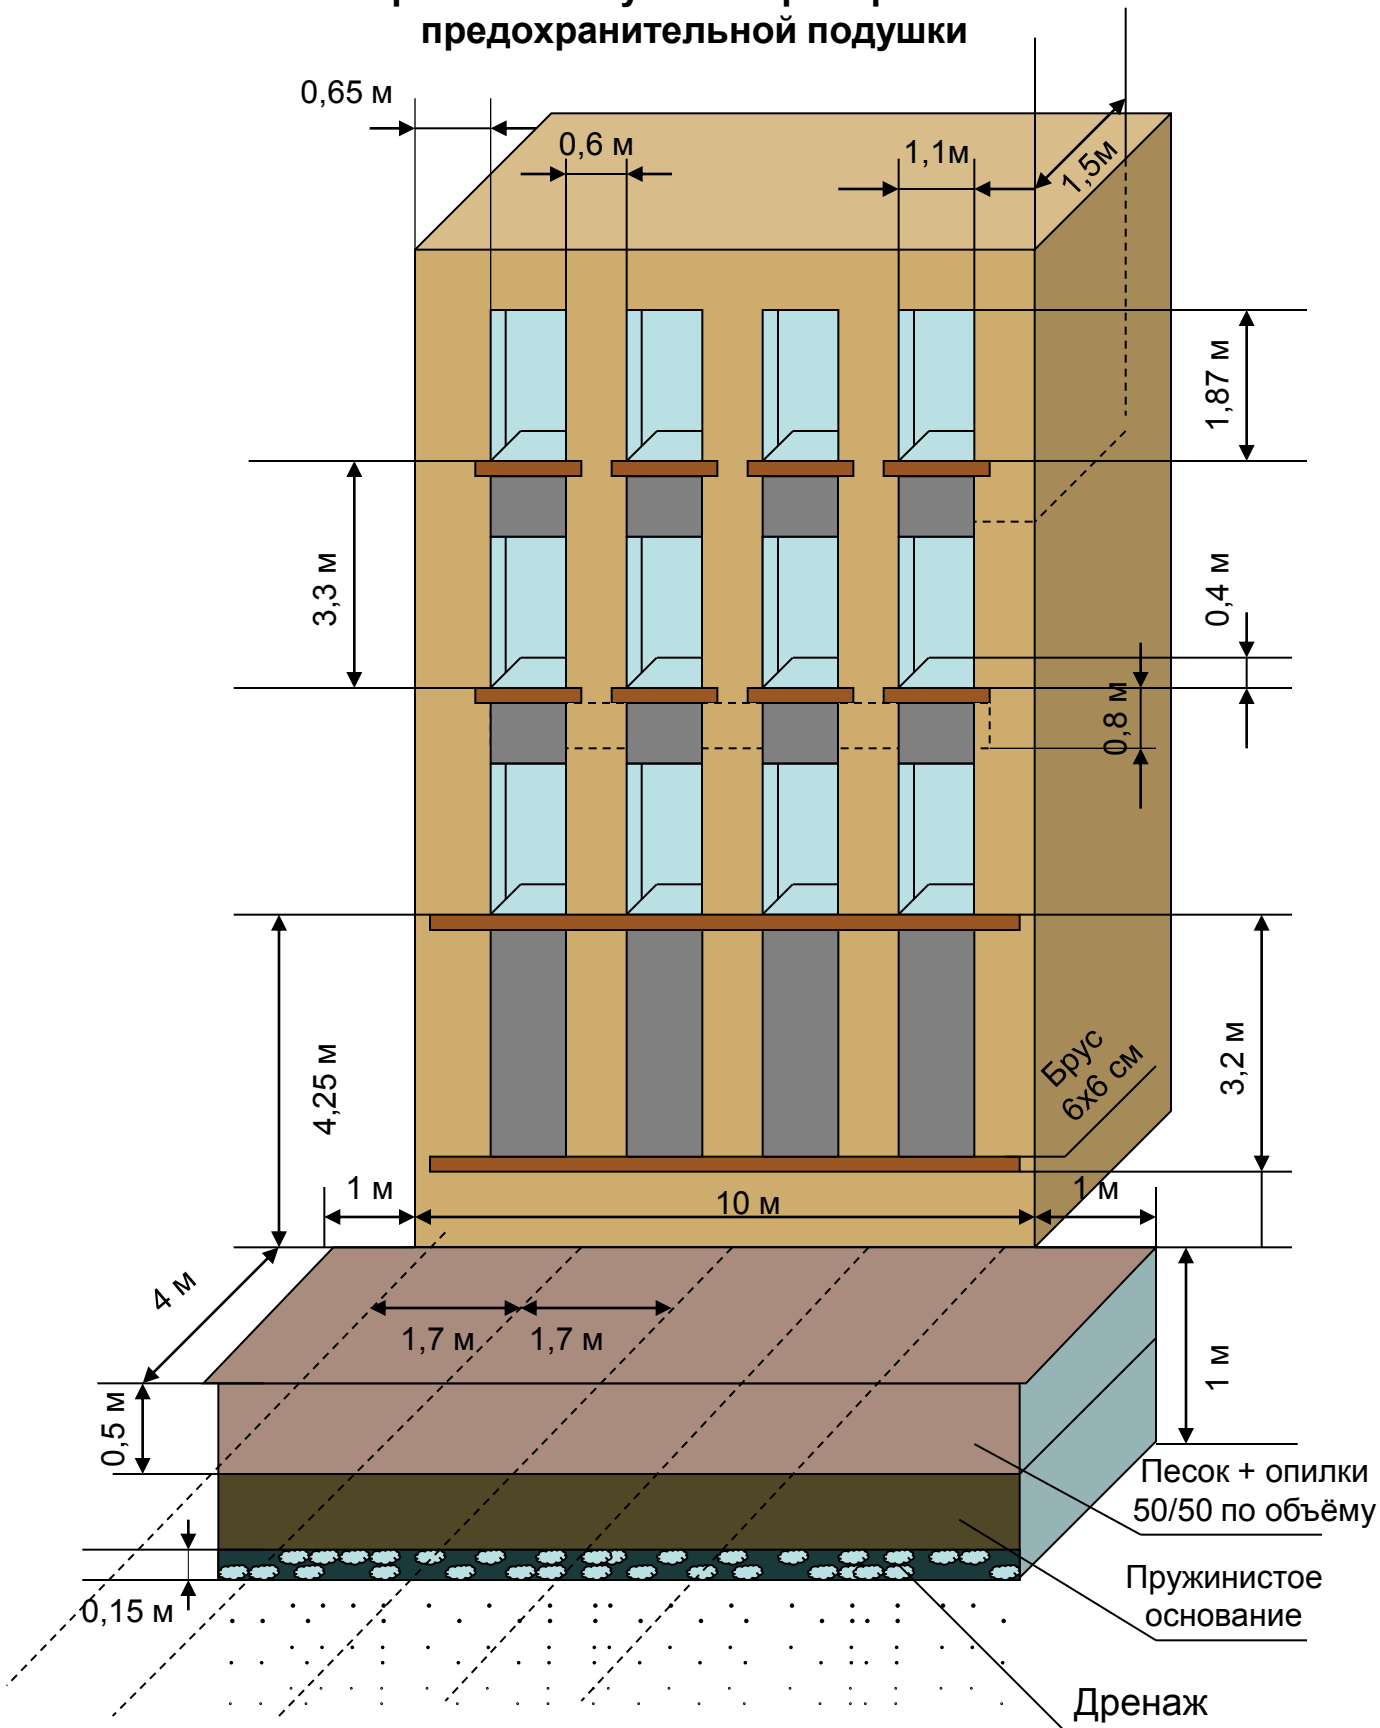 предохранительной подушки
0,65 м
0,6 м
1,1м
1,5м
1,87 м
3,3 м
0,4 м
0,8 м
4,25 м
Брус
6х6 см
3,2 м
1 м
10 м
1 м
4 м
1,7 м
1,7 м
1 м
0,5 м
Песок + опилки
50/50 по объёму
Пружинистое
основание
0,15 м
Дренаж